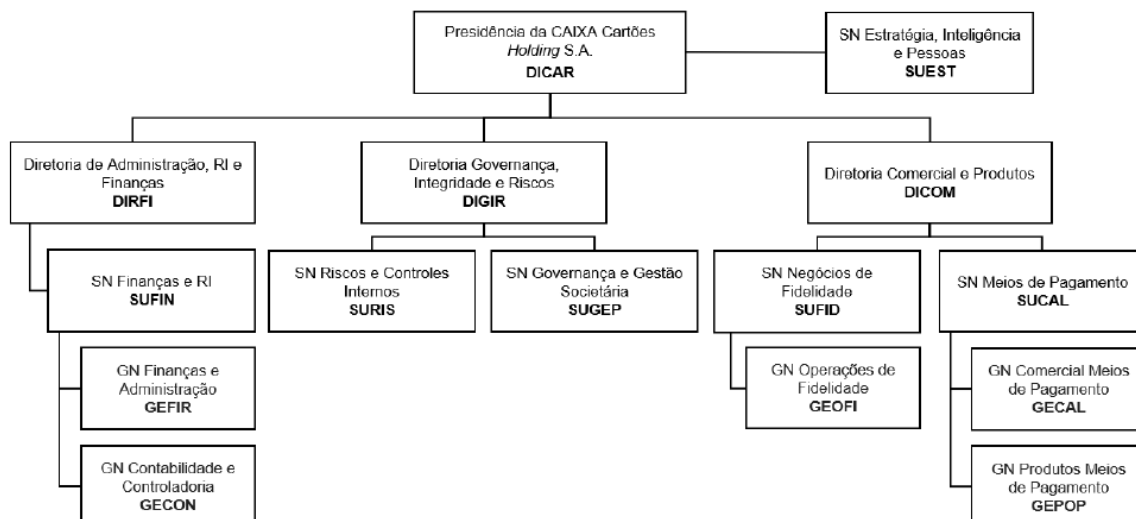 Presidência da CAIXA Cartões
Holding S.A.
DICAR
SN Estratégia, Inteligência
e Pessoas
SUEST
Diretoria de Administração, RI e
Finanças
DIRFI
Diretoria Governança,
Integridade e Riscos
DIGIR
Diretoria Comercial e Produtos
DICOM
SN Finanças e RI
SUFIN
SN Riscos e Controles
Internos
SURIS
SN Governança e Gestão
Societária
SUGEP
SN Negócios de
Fidelidade
SUFID
SN Meios de Pagamento
SUCAL
GN Finanças e
Administração
GEFIR
GN Operações de
Fidelidade
GEOFI
GN Comercial Meios
de Pagamento
GECAL
GN Contabilidade e
Controladoria
GECON
GN Produtos Meios
de Pagamento
GEPOP